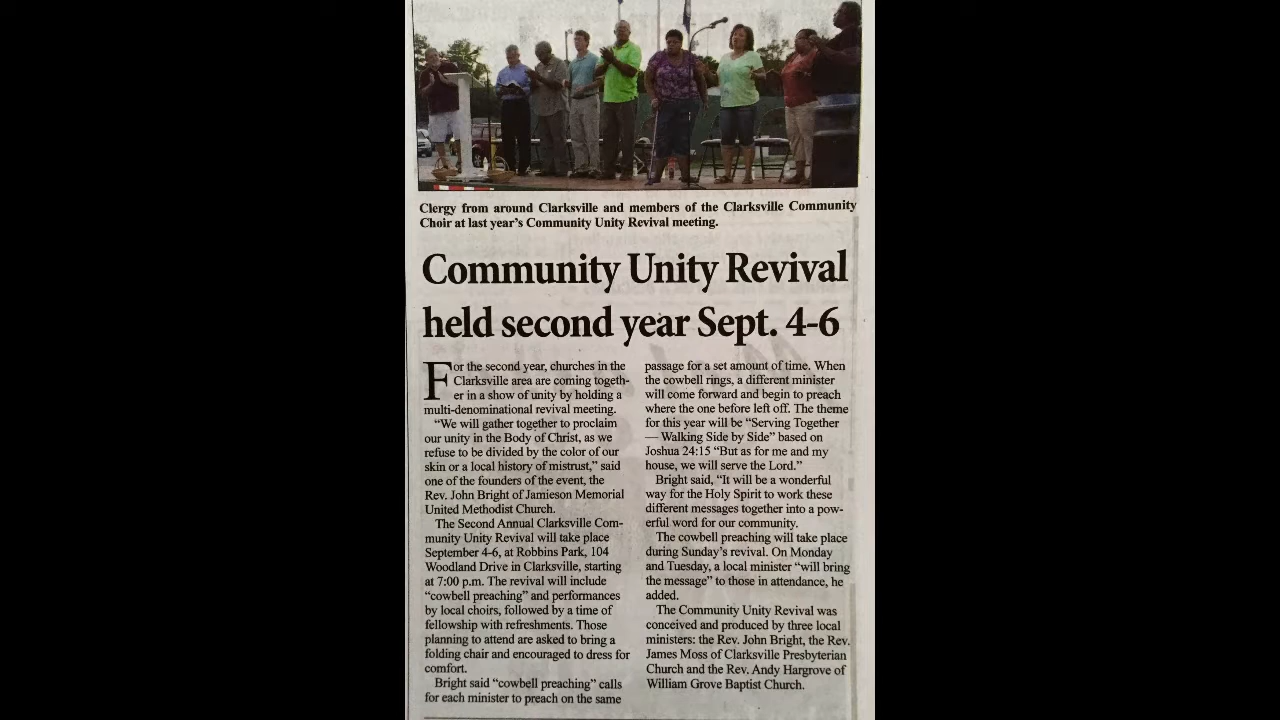 Clergy from around Clarksville and members of the Clarksville Community
Choir at last year's Community Unity Revival meeting.
Community Unity Revival
held second year Sept. 4-6
For the second year, churches in the
Clarksville area are coming togeth-
er in a show of unity by holding a
multi-denominational revival meeting.
"We will gather together to proclaim
our unity in the Body of Christ, as we
refuse to be divided by the color of our
skin or a local history of mistrust," said
one of the founders of the event, the
Rev. John Bright of Jamieson Memorial
United Methodist Church.
The Second Annual Clarksville Com-
munity Unity Revival will take place
September 4-6, at Robbins Park, 104
Woodland Drive in Clarksville, starting
at 7:00 p.m. The revival will include
"cowbell preaching" and performances
by local choirs, followed by a time of
fellowship with refreshments. Those
planning to attend are asked to bring a
folding chair and encouraged to dress for
comfort.
Bright said "cowbell preaching" calls
for each minister to preach on the same
passage for a set amount of time. When
the cowbell rings, a different minister
will come forward and begin to preach
where the one before left off. The theme
for this year will be "Serving Together
— Walking Side by Side" based on
Joshua 24:15 "But as for me and my
house, we will serve the Lord."
Bright said, "It will be a wonderful
way for the Holy Spirit to work these
different messages together into a pow-
erful word for our community.
The cowbell preaching will take place
during Sunday's revival. On Monday
and Tuesday, a local minister "will bring
the message" to those in attendance, he
added.
The Community Unity Revival was
conceived and produced by three local
ministers: the Rev. John Bright, the Rev.
James Moss of Clarksville Presbyterian
Church and the Rev. Andy Hargrove of
William Grove Baptist Church.